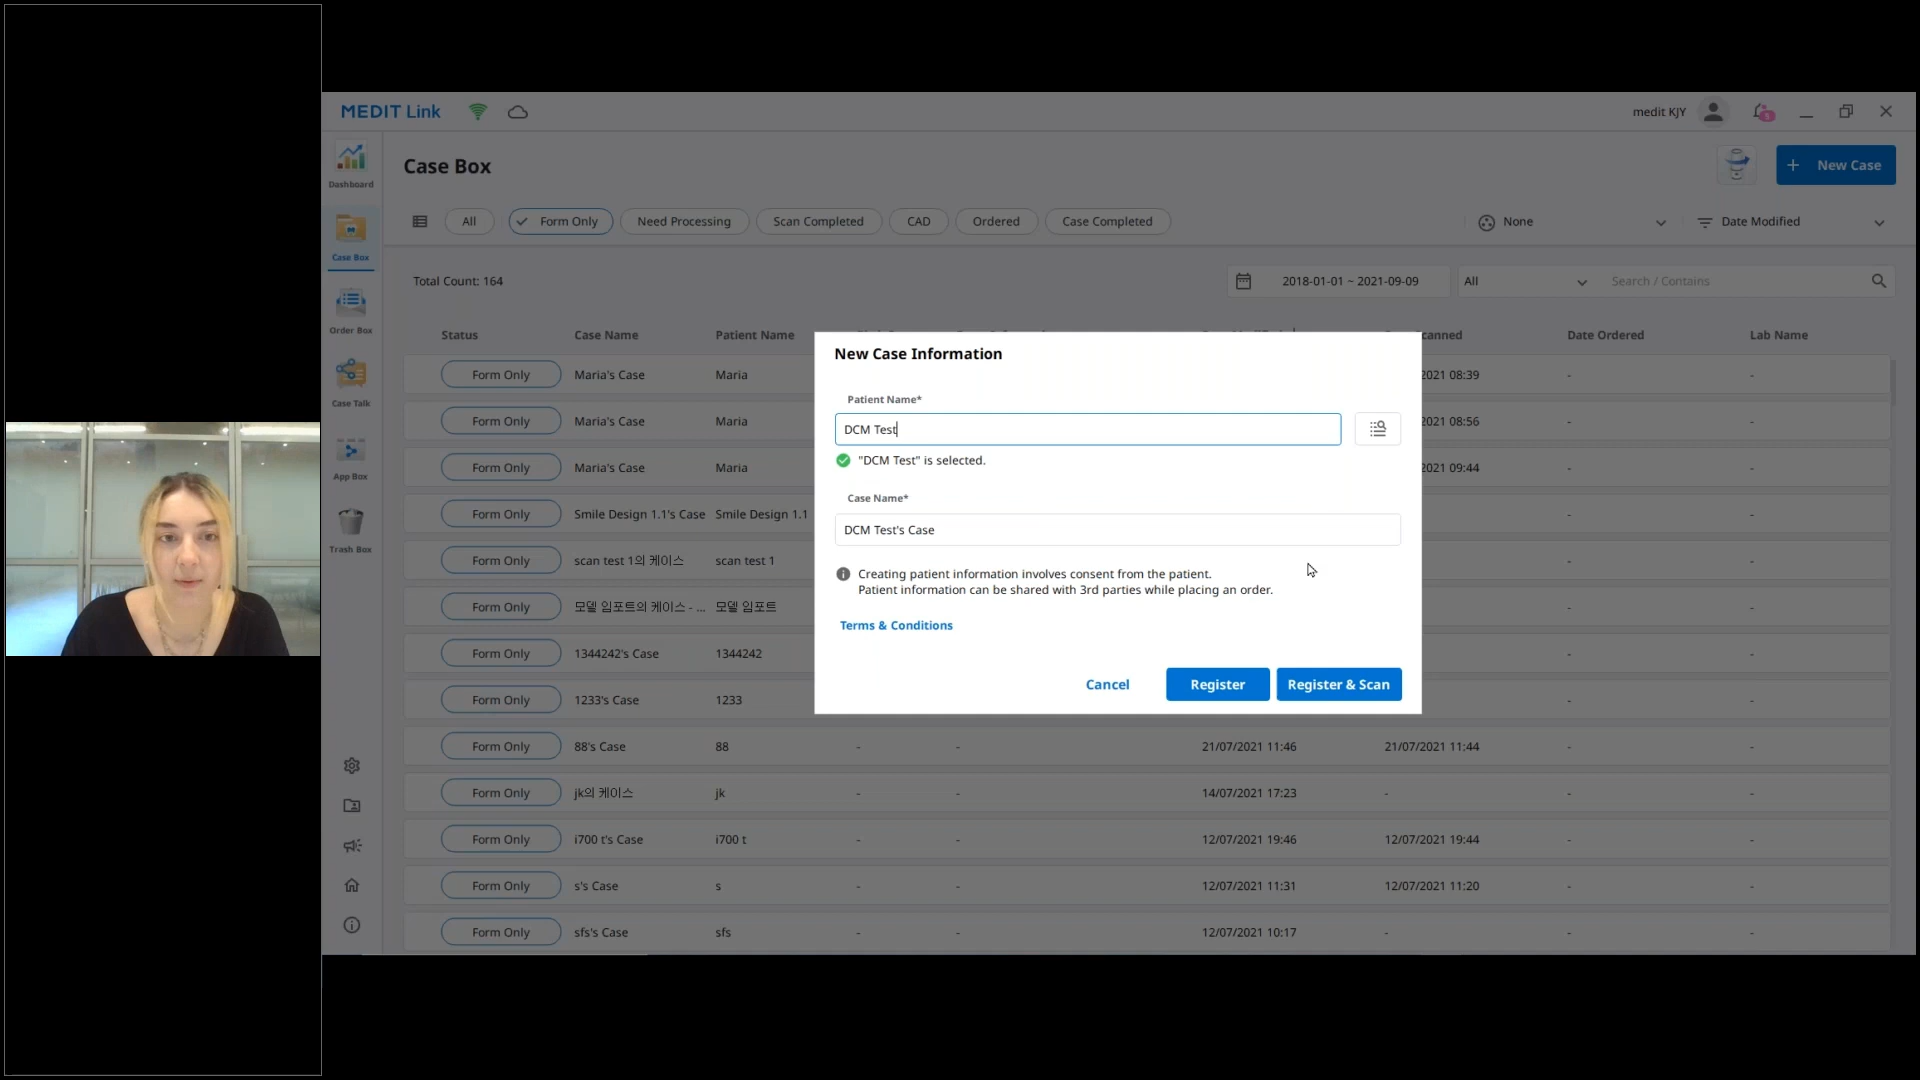 MEDIT Link
medit KJY
Dashboard
Case Box
Order Box
Case Talk
App Box
Trash Box
Case Box
+ New Case
All
Form Only
Need Processing
Scan Completed
CAD
Ordered
Case Completed
None
Date Modified
Total Count: 164
2018-01-01 ~ 2021-09-09
All
Search / Contains
Status Case Name Patient Name canned Date Ordered Lab Name
Form Only Maria's Case Maria 2021 08:39 - -
Form Only Maria's Case Maria 2021 08:56 - -
Form Only Maria's Case Maria 2021 09:44 - -
Form Only Smile Design 1.1's Case Smile Design 1.1 - -
Form Only scan test 1의 케이스 scan test 1 - -
Form Only 모델 임포트의 케이스 - ... 모델 임포트 - -
Form Only 1344242's Case 1344242 - -
Form Only 1233's Case 1233 - -
Form Only 88's Case 88 - - 21/07/2021 11:46 21/07/2021 11:44 - -
Form Only jk의 케이스 jk - - 14/07/2021 17:23 - - -
Form Only i700 t's Case i700 t - - 12/07/2021 19:46 12/07/2021 19:44 - -
Form Only s's Case s - - 12/07/2021 11:31 12/07/2021 11:20 - -
Form Only sfs's Case sfs - - 12/07/2021 10:17 - - -
New Case Information
Patient Name*
DCM Test
"DCM Test" is selected.
Case Name*
DCM Test's Case
Creating patient information involves consent from the patient.
Patient information can be shared with 3rd parties while placing an order.
Terms & Conditions
Cancel
Register
Register & Scan